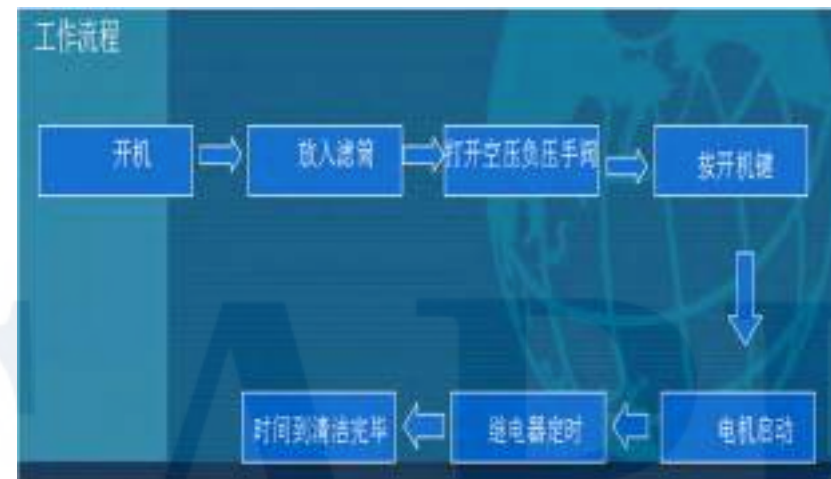 工作流程
开机
放入滤筒
打开空压负压手阀
按开机键
电机启动
继电器定时
时间到清洁完毕